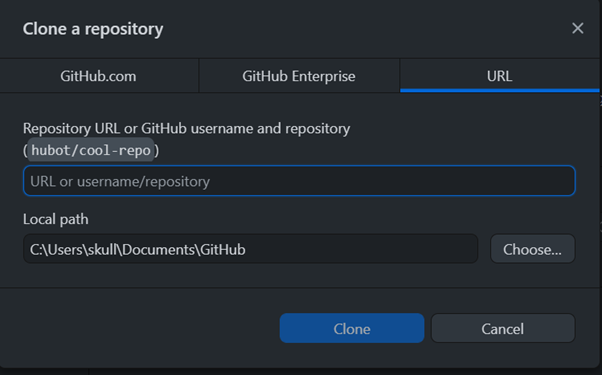 Clone a repository
GitHub.com
GitHub Enterprise
URL
Repository URL or GitHub username and repository
(hubot/cool-repo)
URL or username/repository
Local path
C:\Users\skull\Documents\GitHub
Choose...
Clone
Cancel